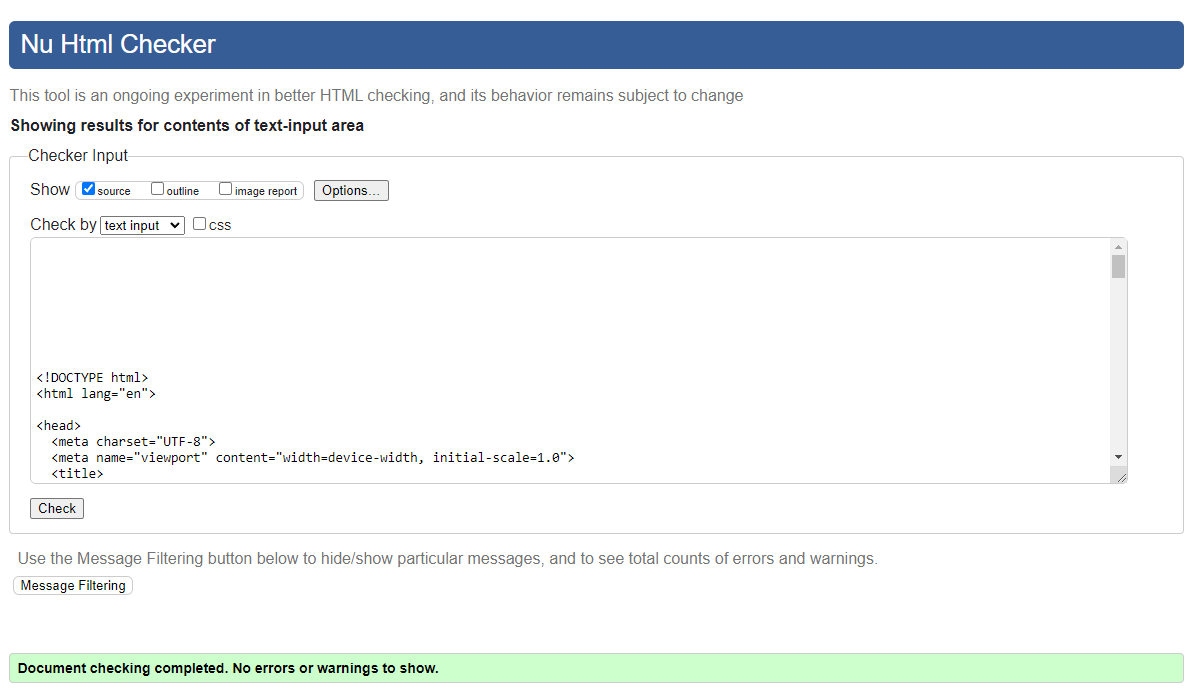 Nu Html Checker
This tool is an ongoing experiment in better HTML checking, and its behavior remains subject to change
Showing results for contents of text-input area
Checker Input
Show source outline image report Options...
Check by text input css
<!DOCTYPE html>
<html lang="en">
<head>
<meta charset="UTF-8">
<meta name="viewport" content="width=device-width, initial-scale=1.0">
<title>
Check
Use the Message Filtering button below to hide/show particular messages, and to see total counts of errors and warnings.
Message Filtering
Document checking completed. No errors or warnings to show.